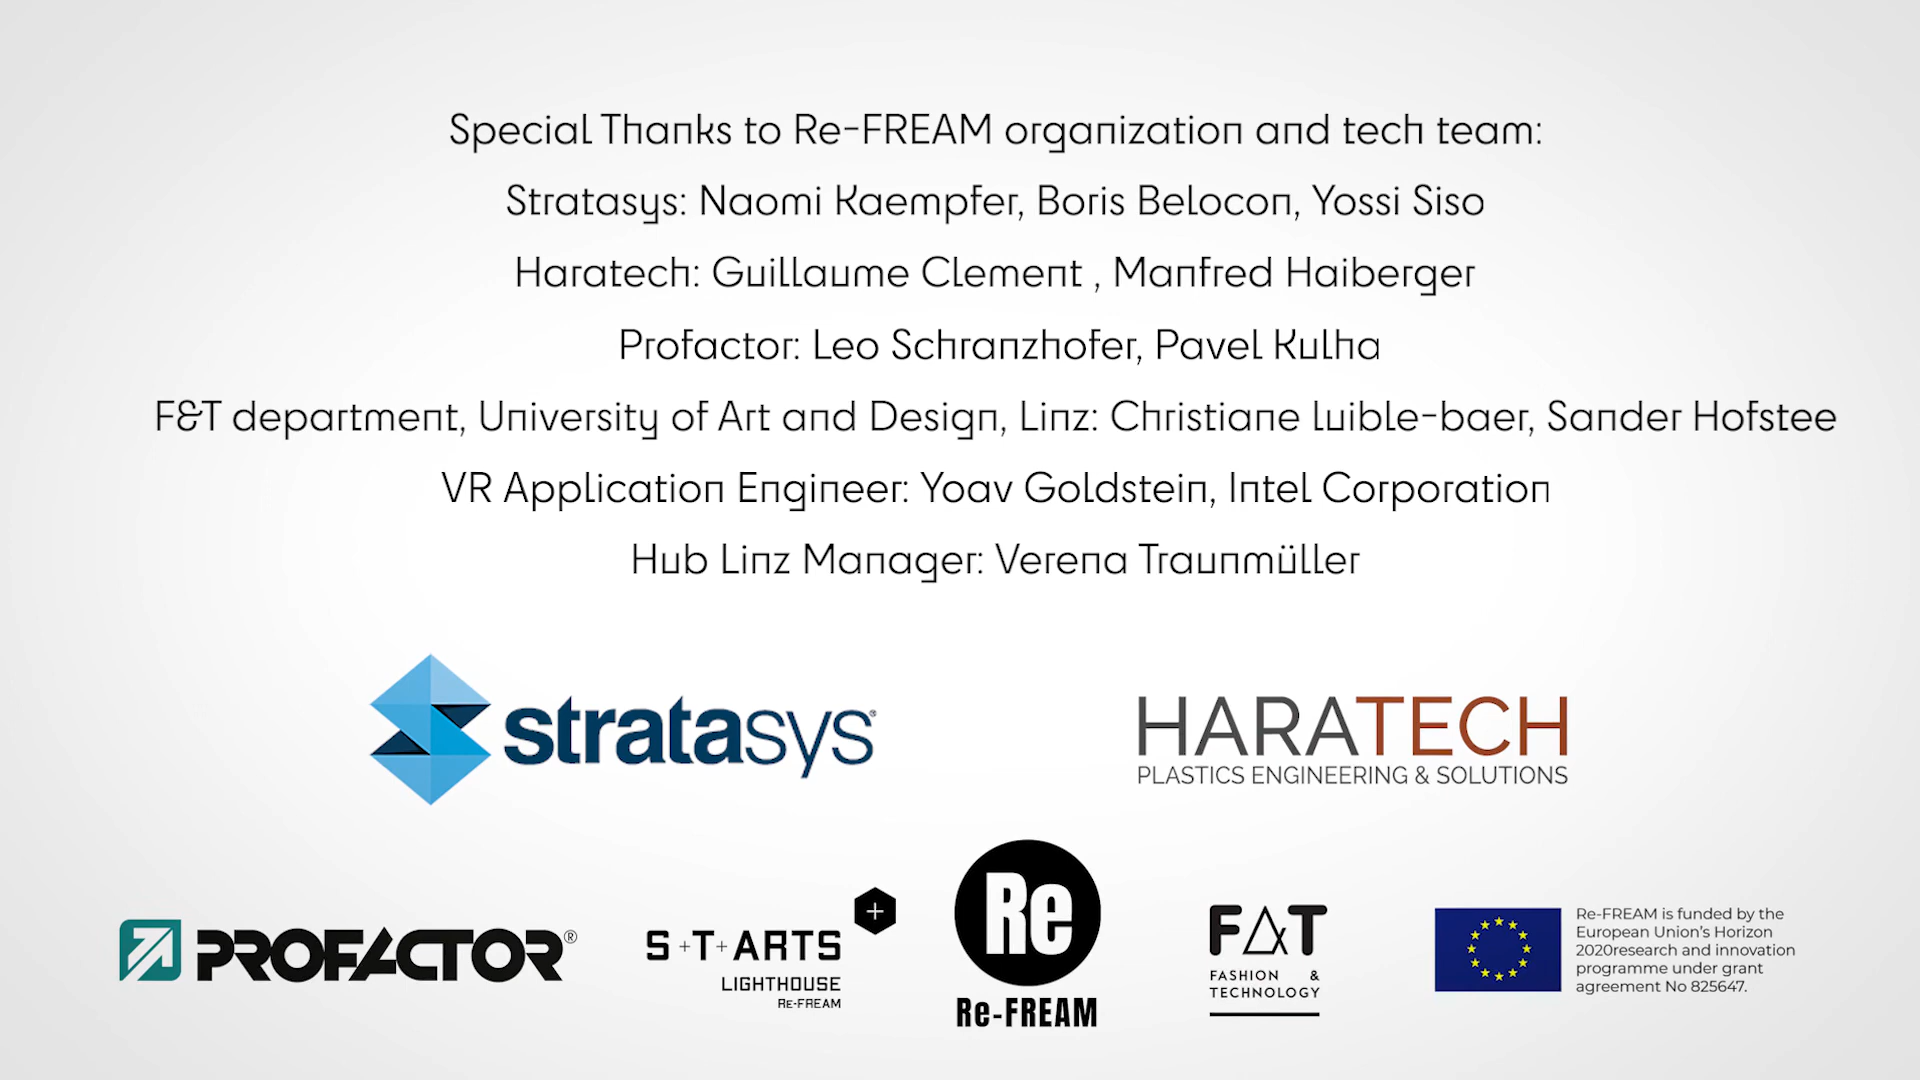 Special Thanks to Re-FREAM organization and tech team:
Stratasys: Naomi Kaempfer, Boris Belocon, Yossi Siso
Haratech: Guillaume Clement , Manfred Haiberger
Profactor: Leo Schranzhofer, Pavel Kulha
F&T department, University of Art and Design, Linz: Christiane Luible-baer, Sander Hofstee
VR Application Engineer: Yoav Goldstein, Intel Corporation
Hub Linz Manager: Verena Traunmüller
stratasys®
HARATECH
PLASTICS ENGINEERING & SOLUTIONS
PROFACTOR®
S+T+ARTS
LIGHTHOUSE
RE-FREAM
+
Re
Re-FREAM
F&T
FASHION &
TECHNOLOGY
Re-FREAM is funded by the
European Union's Horizon
2020research and innovation
programme under grant
agreement No 825647.